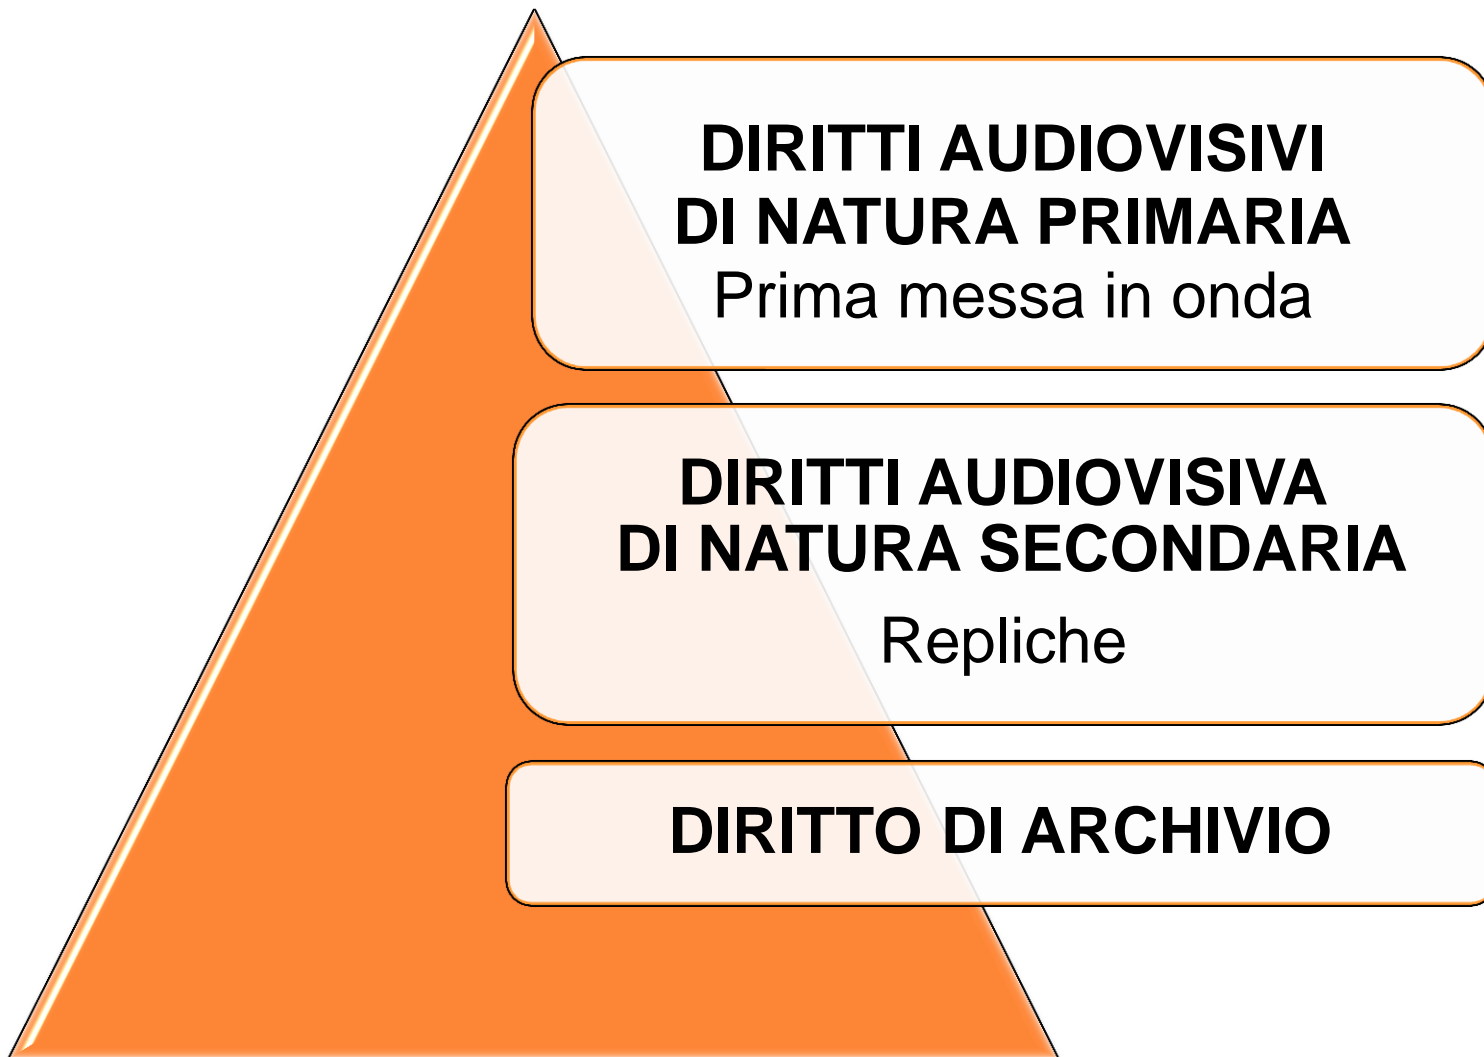 DIRITTI AUDIOVISIVI
DI NATURA PRIMARIA
Prima messa in onda
DIRITTI AUDIOVISIVA
DI NATURA SECONDARIA
Repliche
DIRITTO DI ARCHIVIO